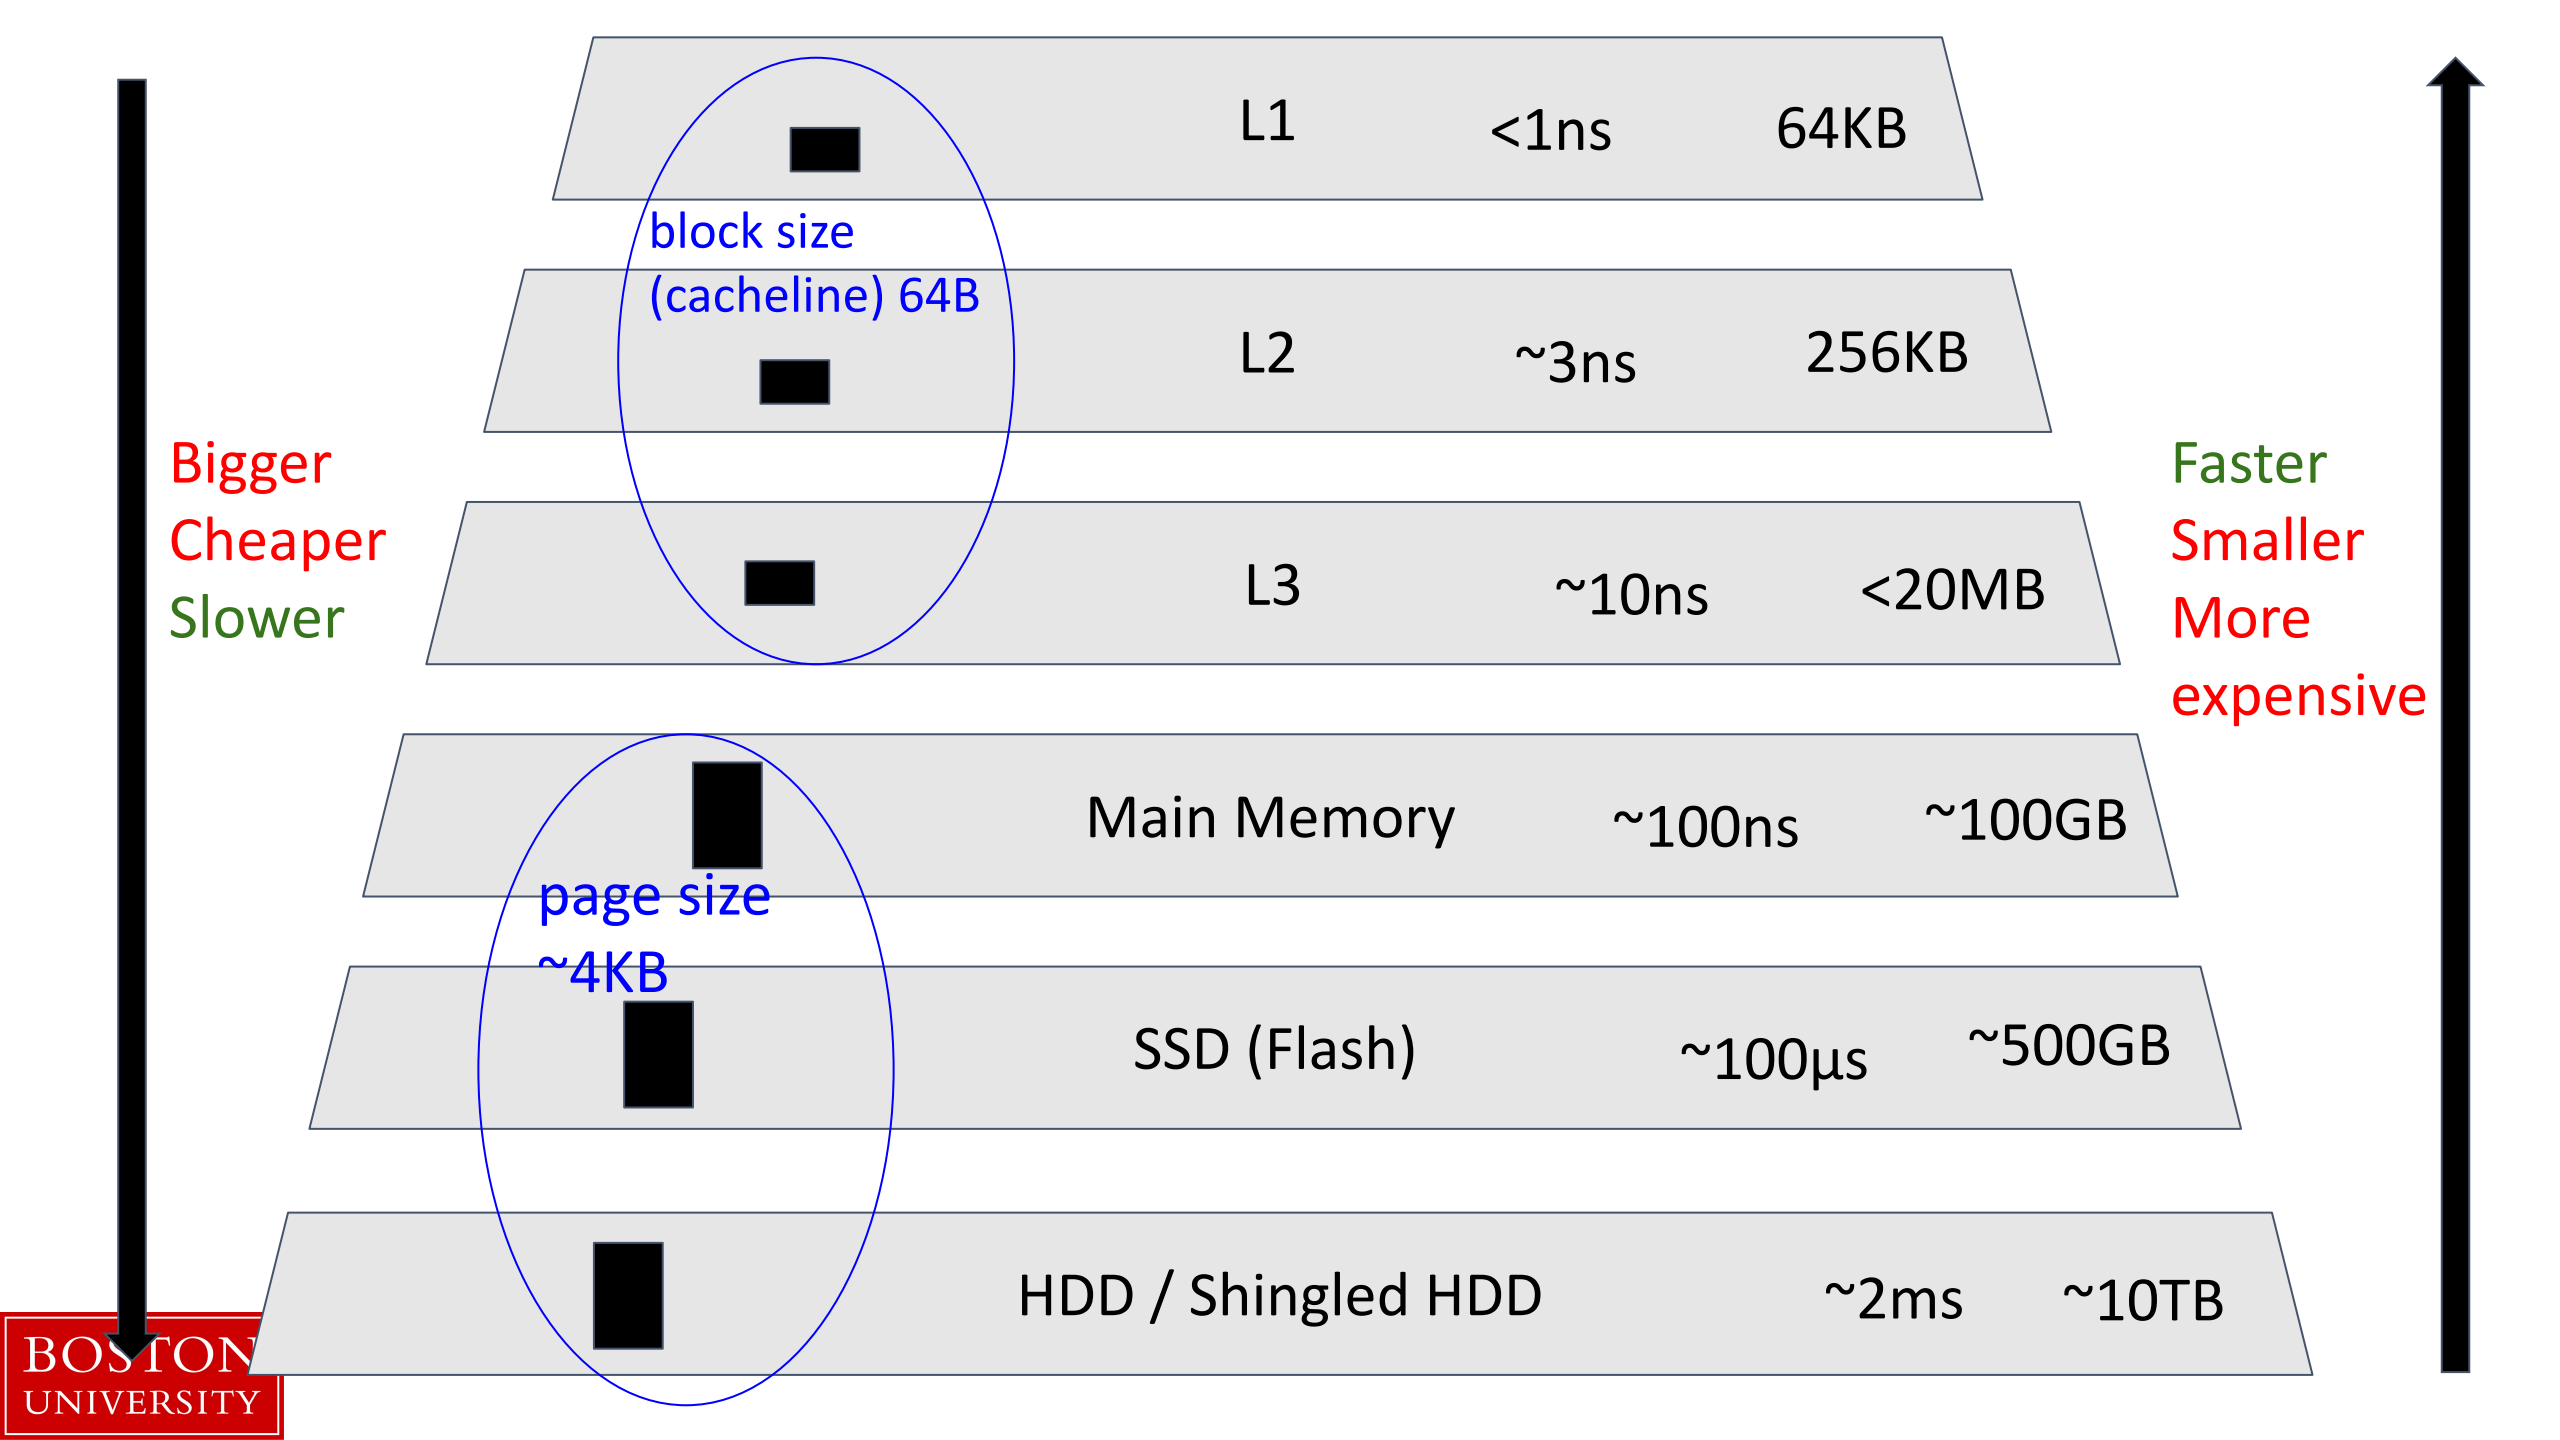 L1 <1ns 64KB
block size
(cacheline) 64B
L2 ~3ns 256KB
Bigger
Cheaper
Slower
Faster
Smaller
More
expensive
L3 ~10ns <20MB
Main Memory ~100ns ~100GB
page size
~4KB
SSD (Flash) ~100μs ~500GB
HDD / Shingled HDD ~2ms ~10TB
BOSTON
UNIVERSITY